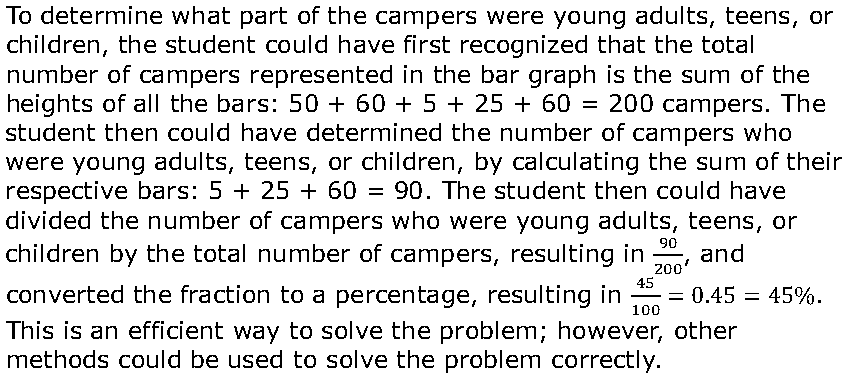 To determine what part of the campers were young adults, teens, or
children, the student could have first recognized that the total
number of campers represented in the bar graph is the sum of the
heights of all the bars: 50 + 60 + 5 + 25 + 60 = 200 campers. The
student then could have determined the number of campers who
were young adults, teens, or children, by calculating the sum of their
respective bars: 5 + 25 + 60 = 90. The student then could have
divided the number of campers who were young adults, teens, or
children by the total number of campers, resulting in 90/200, and
converted the fraction to a percentage, resulting in 45/100 = 0.45 = 45%.
This is an efficient way to solve the problem; however, other
methods could be used to solve the problem correctly.